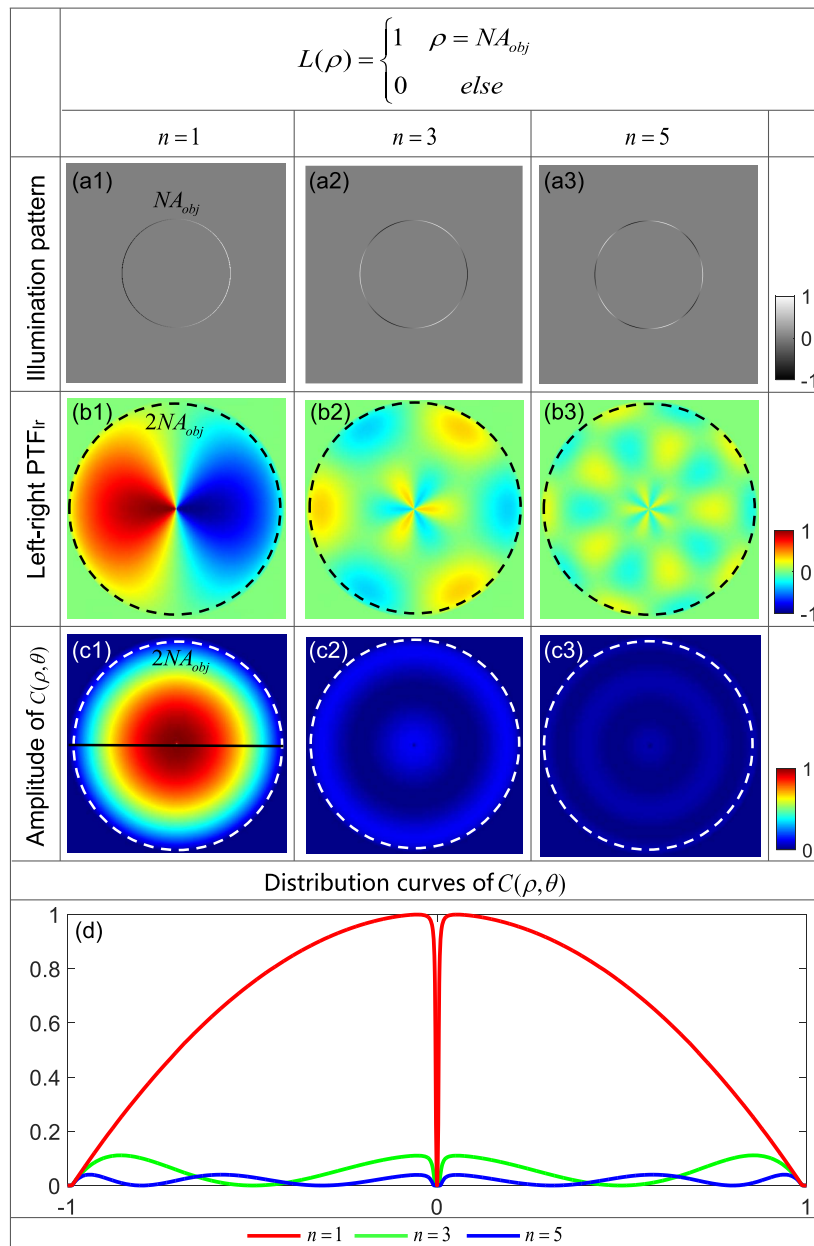 L(ρ) = { 1 ρ = NA_obj
0 else
n = 1 n = 3 n = 5
Illumination pattern
(a1) (a2) (a3)
NA_obj
1
0
-1
Left-right PTF_lr
(b1) (b2) (b3)
2NA_obj
1
0
-1
Amplitude of C(ρ,θ)
(c1) (c2) (c3)
2NA_obj
1
0
Distribution curves of C(ρ,θ)
(d)
1
0.8
0.6
0.4
0.2
0
-1 0 1
n = 1 n = 3 n = 5